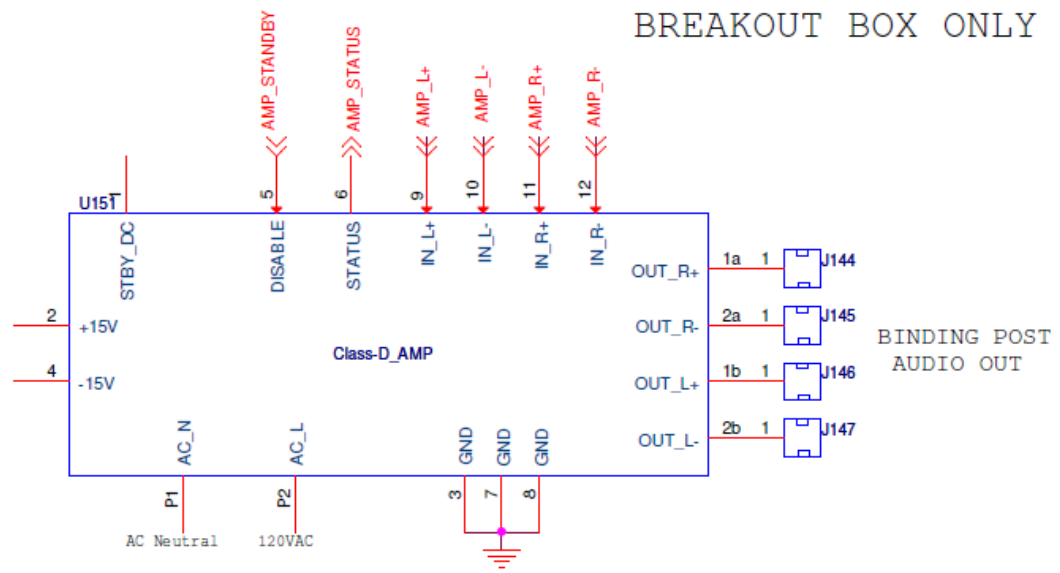 BREAKOUT BOX ONLY
AMP_STANDBY
AMP_STATUS
AMP_L+
AMP_L-
AMP_R+
AMP_R-
1
5
6
9
10
11
12
U151
STBY_DC
DISABLE
STATUS
IN_L+
IN_L-
IN_R+
IN_R-
OUT_R+ 1a 1 J144
2 +15V
OUT_R- 2a 1 J145
BINDING POST
AUDIO OUT
Class-D_AMP
4 -15V
OUT_L+ 1b 1 J146
OUT_L- 2b 1 J147
AC_N
AC_L
GND
GND
GND
P1
P2
3
7
8
AC Neutral
120VAC